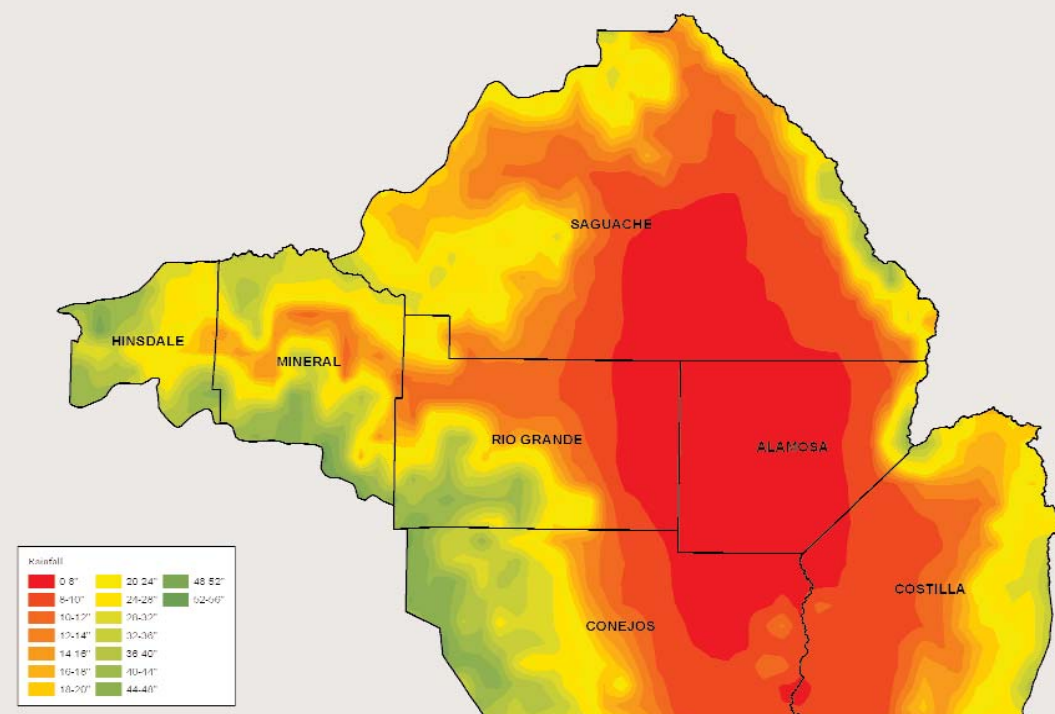 SAGUACHE
HINSDALE
MINERAL
RIO GRANDE
ALAMOSA
CONEJOS
COSTILLA
Rainfall
0-8"
8-10"
10-12"
12-14"
14-16"
16-18"
18-20"
20-24"
24-28"
28-32"
32-36"
36-40"
40-44"
44-48"
48-52"
52-56"